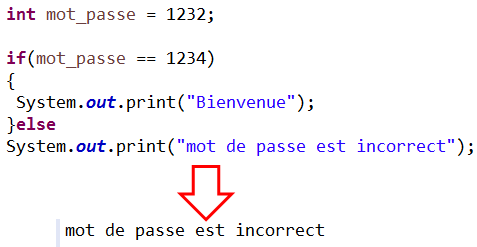 int mot_passe = 1232;
if(mot_passe == 1234)
{
System.out.print("Bienvenue");
}else
System.out.print("mot de passe est incorrect");
mot de passe est incorrect